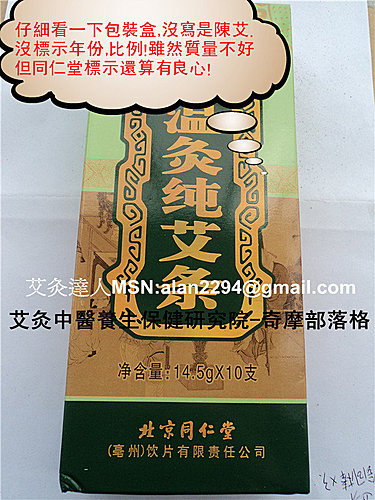 仔細看一下包裝盒,沒寫是陳艾.
沒標示年份,比例!雖然質量不好
但同仁堂標示還算有良心!
温灸纯艾条
艾灸達人MSN:alan2294@gmail.com
艾灸中醫養生保健研究院-奇摩部落格
净含量:14.5gX10支
北京同仁堂
(亳州)饮片有限责任公司